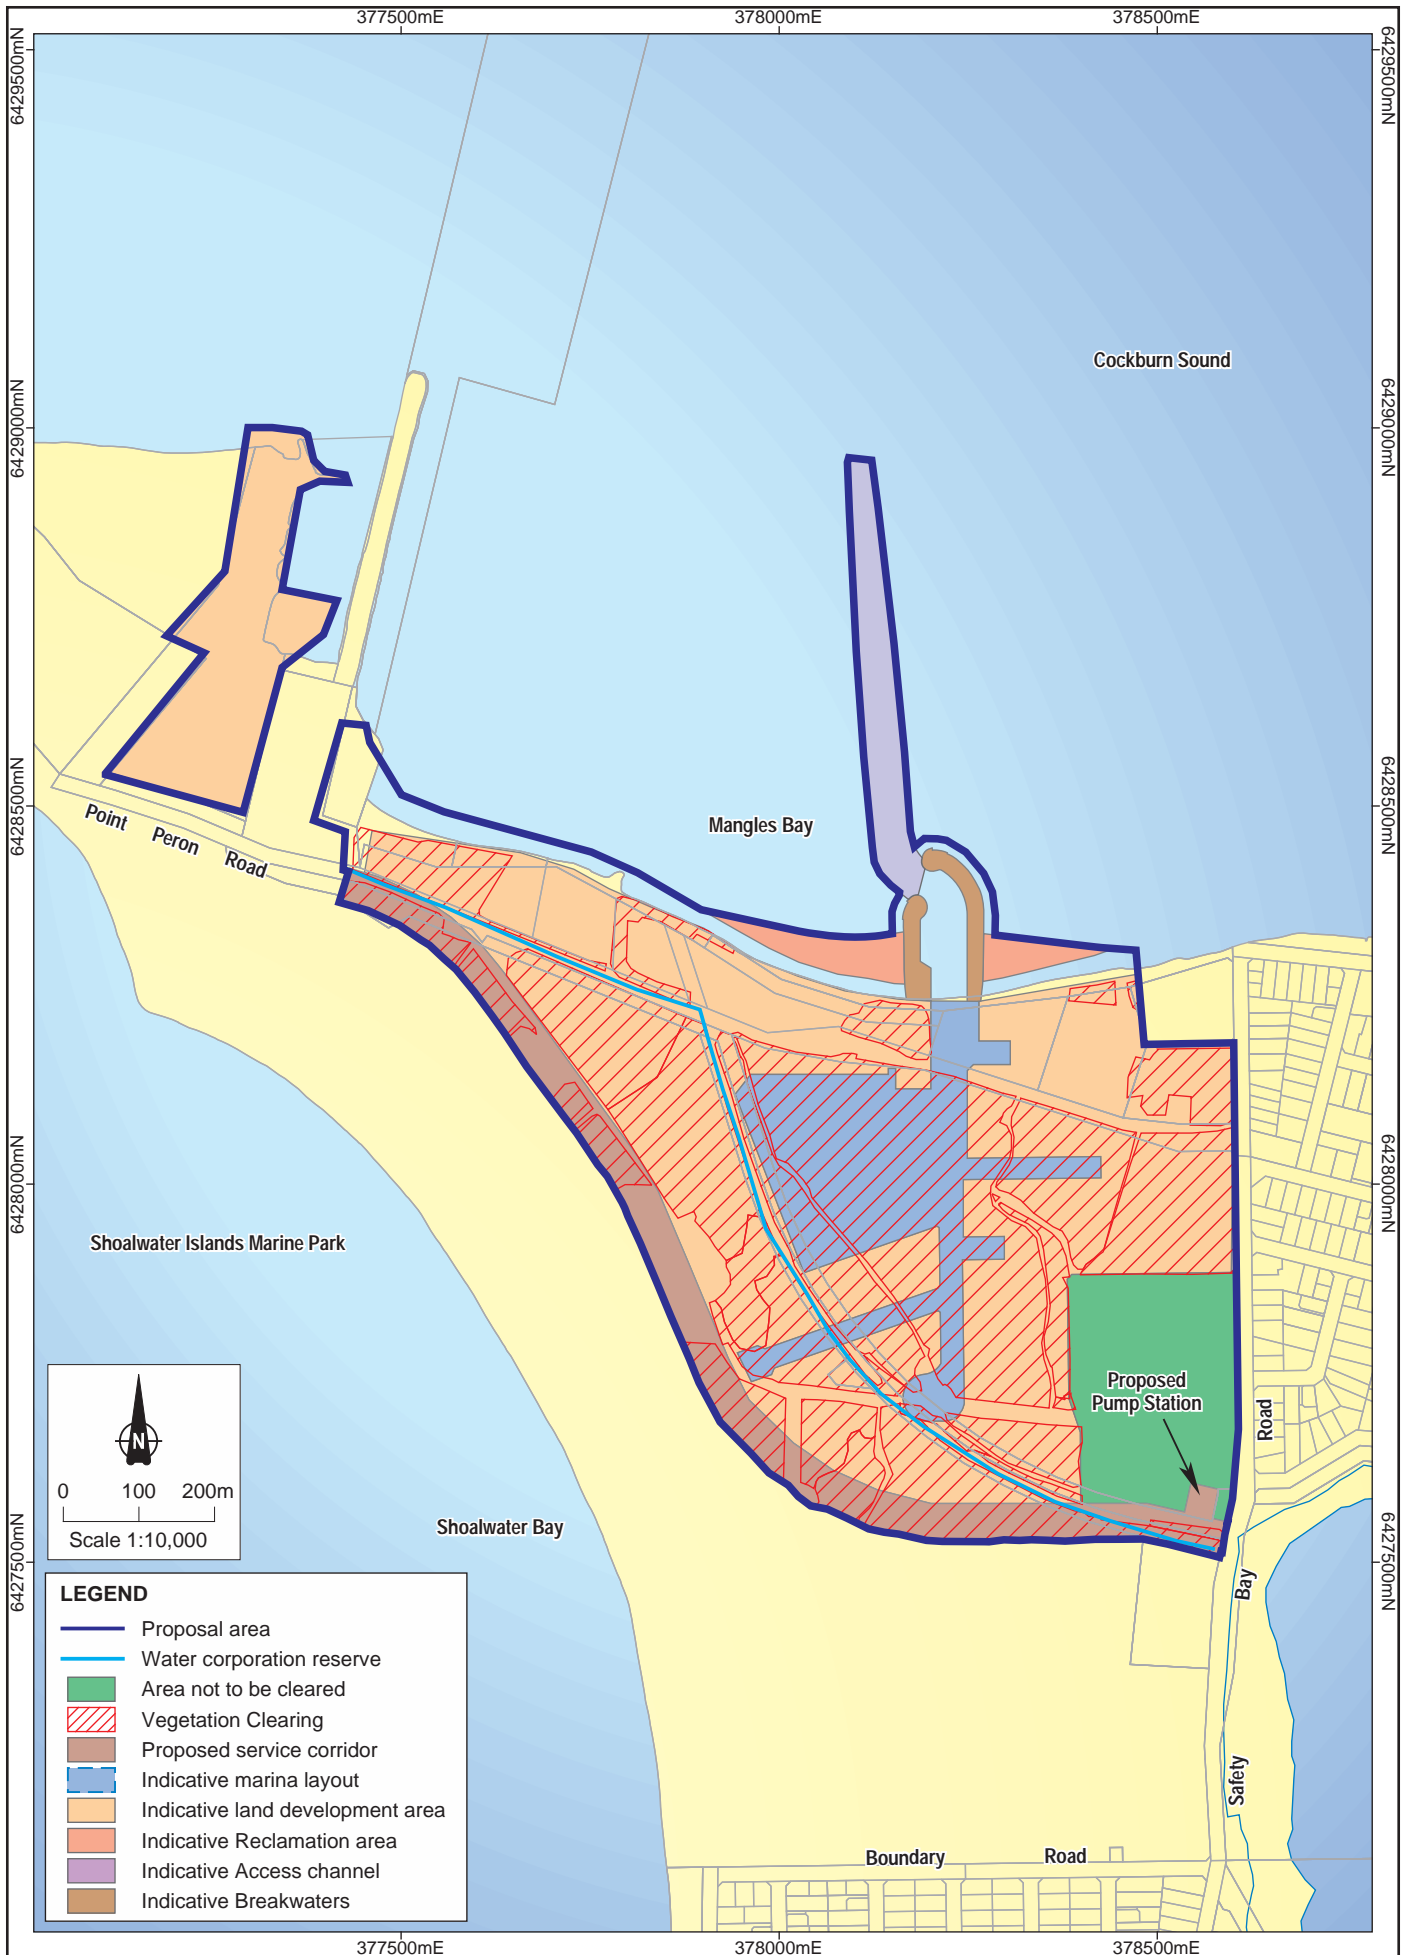 377500mE 378000mE 378500mE
6429500mN 6429500mN
Cockburn Sound
6429000mN 6429000mN
6428500mN 6428500mN
Point Peron Road
Mangles Bay
6428000mN 6428000mN
Shoalwater Islands Marine Park
Proposed
Pump Station
Road
N
0 100 200m
Scale 1:10,000
Shoalwater Bay
6427500mN 6427500mN
Bay
Safety
LEGEND
Proposal area
Water corporation reserve
Area not to be cleared
Vegetation Clearing
Proposed service corridor
Indicative marina layout
Indicative land development area
Indicative Reclamation area
Indicative Access channel
Indicative Breakwaters
Boundary Road
377500mE 378000mE 378500mE